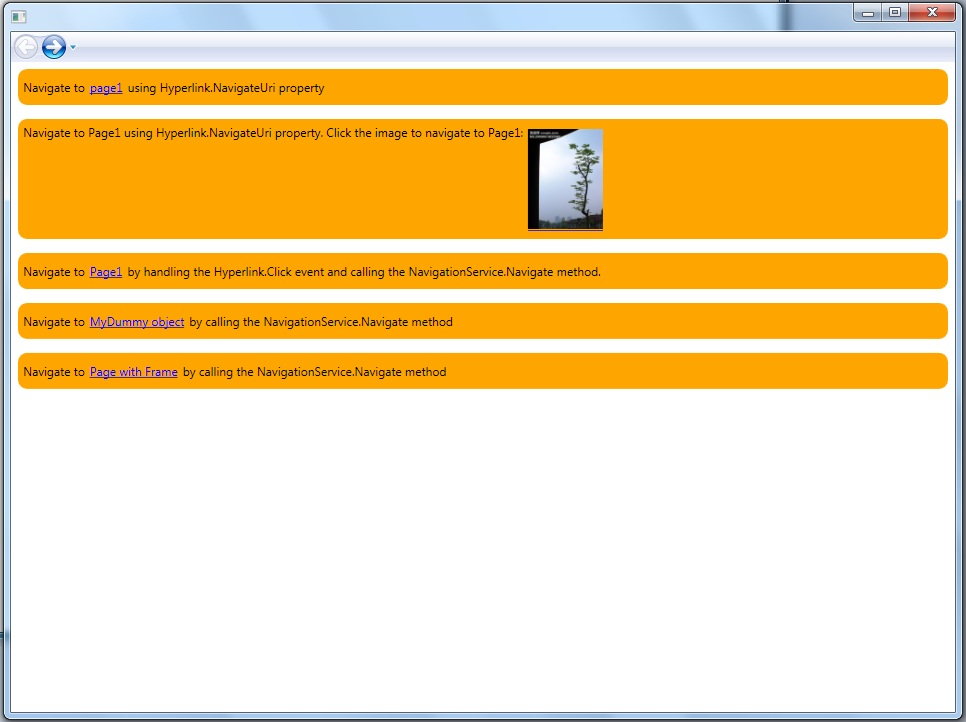 Navigate to page1 using Hyperlink.NavigateUri property
Navigate to Page1 using Hyperlink.NavigateUri property. Click the image to navigate to Page1:
Navigate to Page1 by handling the Hyperlink.Click event and calling the NavigationService.Navigate method.
Navigate to MyDummy object by calling the NavigationService.Navigate method
Navigate to Page with Frame by calling the NavigationService.Navigate method